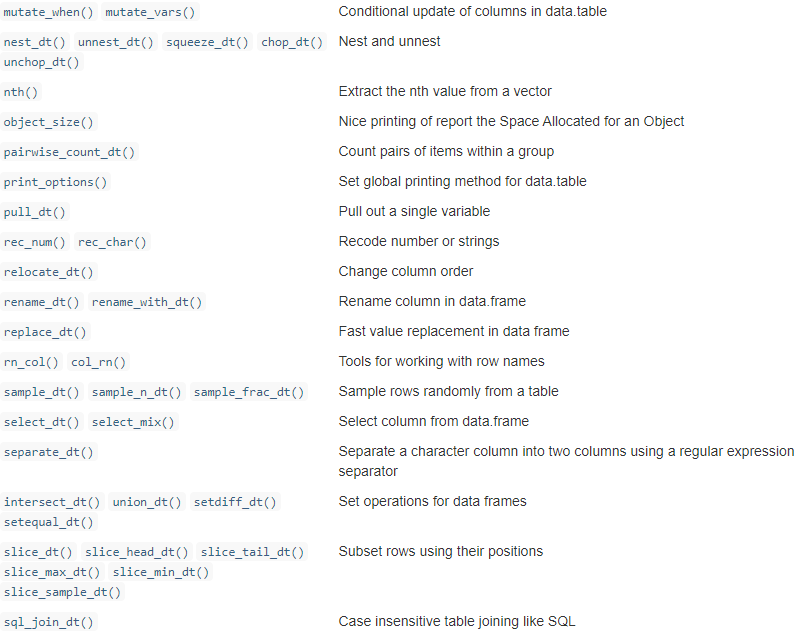 mutate_when() mutate_vars() Conditional update of columns in data.table
nest_dt() unnest_dt() squeeze_dt() chop_dt() Nest and unnest
unchop_dt()
nth() Extract the nth value from a vector
object_size() Nice printing of report the Space Allocated for an Object
pairwise_count_dt() Count pairs of items within a group
print_options() Set global printing method for data.table
pull_dt() Pull out a single variable
rec_num() rec_char() Recode number or strings
relocate_dt() Change column order
rename_dt() rename_with_dt() Rename column in data.frame
replace_dt() Fast value replacement in data frame
rn_col() col_rn() Tools for working with row names
sample_dt() sample_n_dt() sample_frac_dt() Sample rows randomly from a table
select_dt() select_mix() Select column from data.frame
separate_dt() Separate a character column into two columns using a regular expression
separator
intersect_dt() union_dt() setdiff_dt() Set operations for data frames
setequal_dt()
slice_dt() slice_head_dt() slice_tail_dt() Subset rows using their positions
slice_max_dt() slice_min_dt()
slice_sample_dt()
sql_join_dt() Case insensitive table joining like SQL